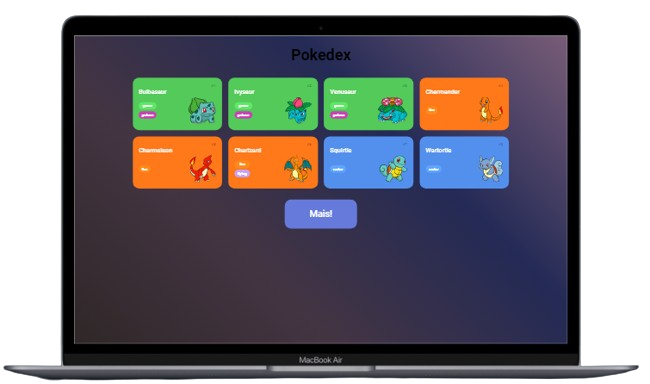 Pokedex
Bulbasaur
grass
poison
Ivysaur
grass
poison
Venusaur
grass
poison
Charmander
fire
Charmeleon
fire
Charizard
fire
flying
Squirtle
water
Wartortle
water
Mais!
MacBook Air